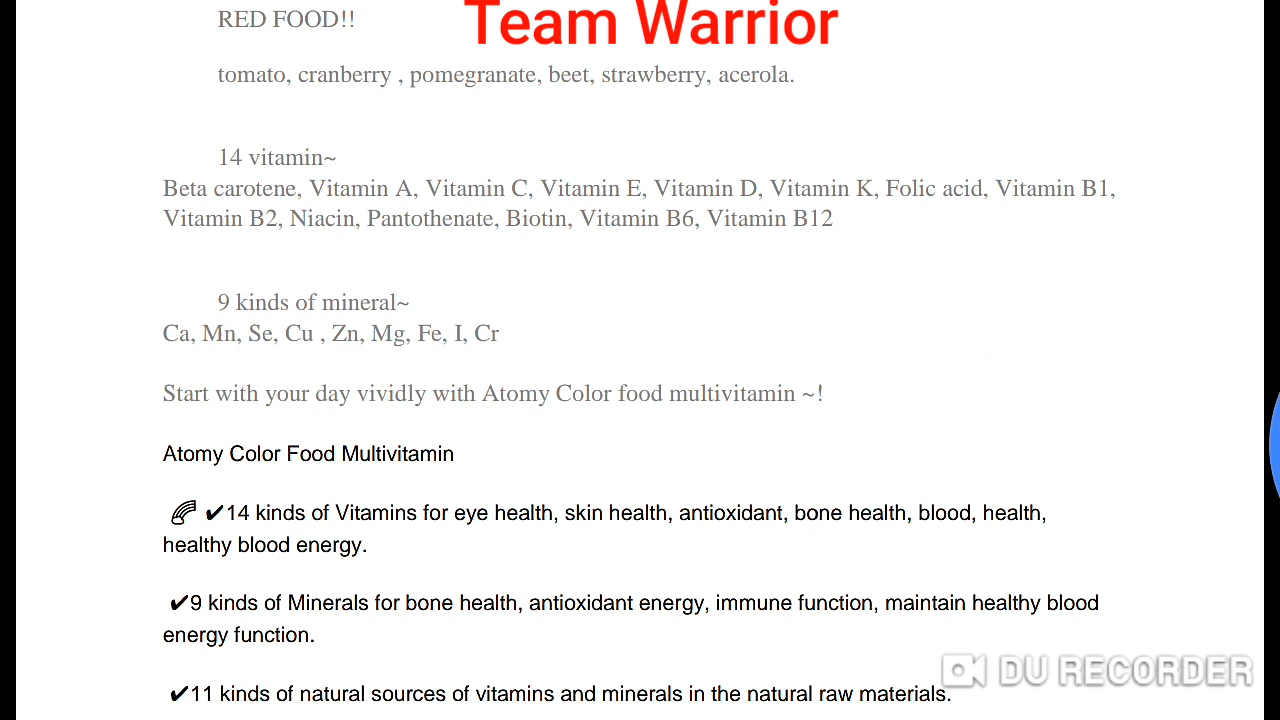 RED FOOD!!
Team Warrior
tomato, cranberry , pomegranate, beet, strawberry, acerola.
14 vitamin~
Beta carotene, Vitamin A, Vitamin C, Vitamin E, Vitamin D, Vitamin K, Folic acid, Vitamin B1,
Vitamin B2, Niacin, Pantothenate, Biotin, Vitamin B6, Vitamin B12
9 kinds of mineral~
Ca, Mn, Se, Cu , Zn, Mg, Fe, I, Cr
Start with your day vividly with Atomy Color food multivitamin ~!
Atomy Color Food Multivitamin
🌈 ✔14 kinds of Vitamins for eye health, skin health, antioxidant, bone health, blood, health,
healthy blood energy.
✔9 kinds of Minerals for bone health, antioxidant energy, immune function, maintain healthy blood
energy function.
✔11 kinds of natural sources of vitamins and minerals in the natural raw materials.
DU RECORDER